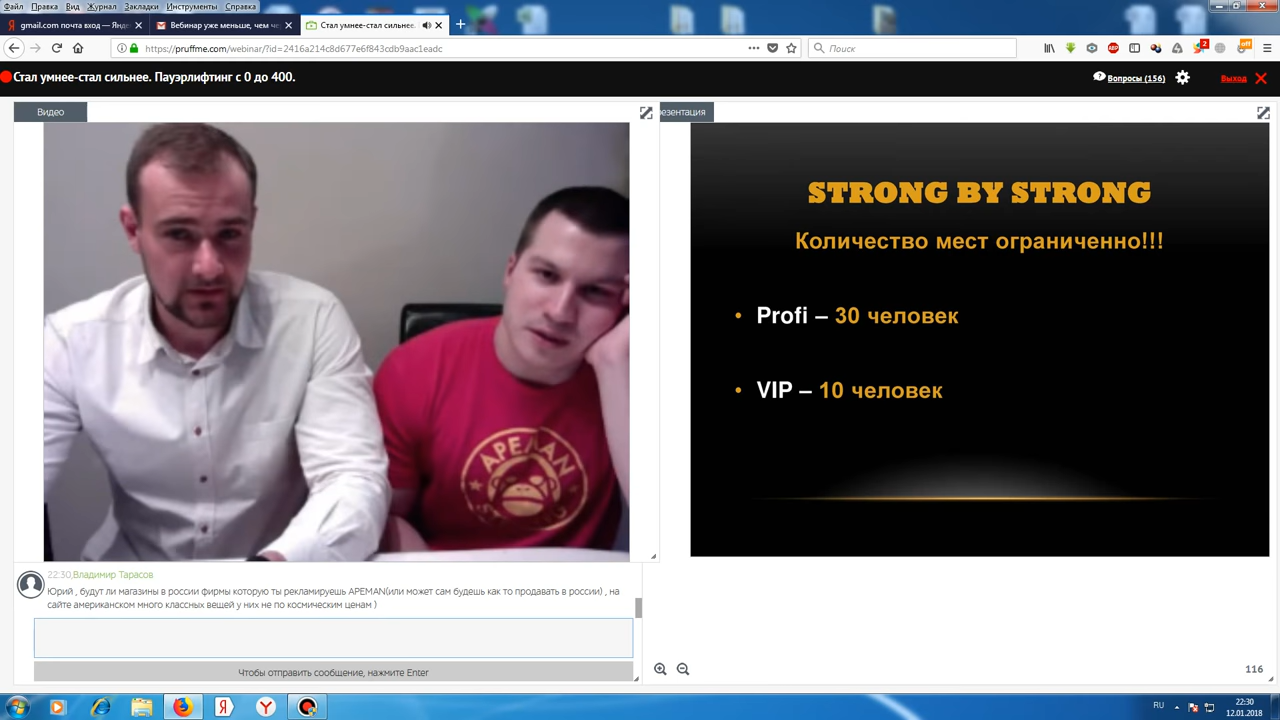 Файл Правка Вид Журнал Закладки Инструменты Справка
gmail.com почта вход — Янде
Вебинар уже меньше, чем че
Стал умнее-стал сильнее.
https://pruffme.com/webinar/?id=2416a214c8d677e6f843cdb9aac1eadc
Поиск
ABP
2
off
Стал умнее-стал сильнее. Пауэрлифтинг с 0 до 400.
Вопросы (156)
Выход
Видео
резентация
STRONG BY STRONG
Количество мест ограниченно!!!
• Profi – 30 человек
• VIP – 10 человек
APEMAN
22:30,Владимир Тарасов
Юрий , будут ли магазины в россии фирмы которую ты рекламируешь APEMAN(или может сам будешь как то продавать в россии) , на
сайте американском много классных вещей у них не по космическим ценам )
Чтобы отправить сообщение, нажмите Enter
116
RU
22:30
12.01.2018